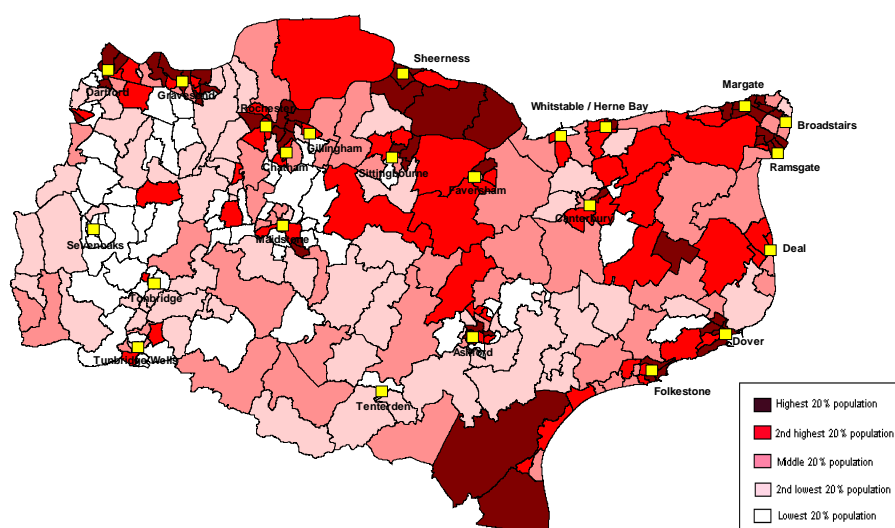 Sheerness
Margate
Dartford
Gravesend
Whitstable / Herne Bay
Rochester
Broadstairs
Gillingham
Chatham
Sittingbourne
Ramsgate
Faversham
Canterbury
Sevenoaks
Maidstone
Deal
Tonbridge
Dover
Tunbridge Wells
Ashford
Folkestone
Tenterden
Highest 20% population
2nd highest 20% population
Middle 20% population
2nd lowest 20% population
Lowest 20% population